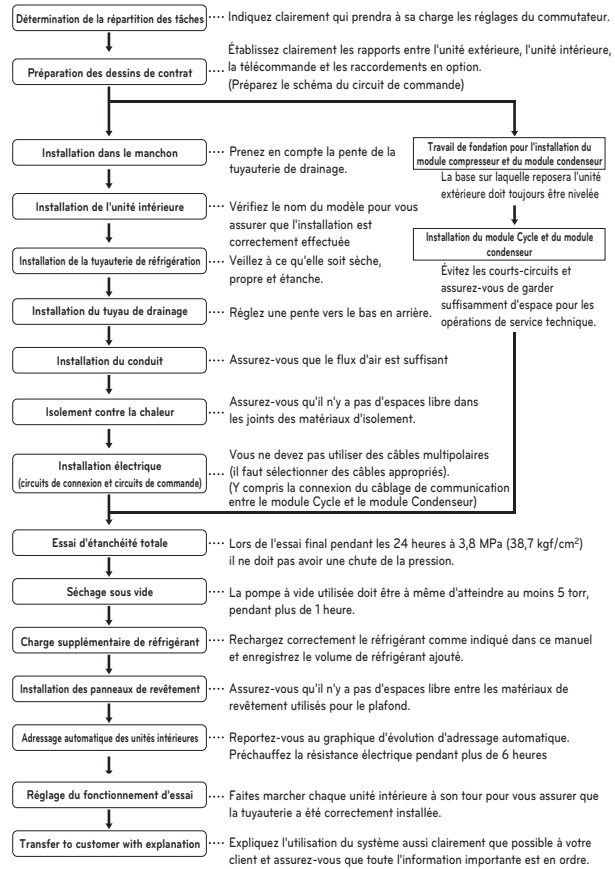 Détermination de la répartition des tâches
···· Indiquez clairement qui prendra à sa charge les réglages du commutateur.
Préparation des dessins de contrat
···· Établissez clairement les rapports entre l'unité extérieure, l'unité intérieure,
la télécommande et les raccordements en option.
(Préparez le schéma du circuit de commande)
Installation dans le manchon
···· Prenez en compte la pente de la
tuyauterie de drainage.
Installation de l'unité intérieure
···· Vérifiez le nom du modèle pour vous
assurer que l'installation est
correctement effectuée
Installation de la tuyauterie de réfrigération
···· Veillez à ce qu'elle soit sèche,
propre et étanche.
Installation du tuyau de drainage
···· Réglez une pente vers le bas en arrière.
Installation du conduit
···· Assurez-vous que le flux d'air est suffisant
Isolement contre la chaleur
···· Assurez-vous qu'il n'y a pas d'espaces libre dans
les joints des matériaux d'isolement.
Installation électrique
(circuits de connexion et circuits de commande)
···· Vous ne devez pas utiliser des câbles multipolaires
(il faut sélectionner des câbles appropriés).
(Y compris la connexion du câblage de communication
entre le module Cycle et le module Condenseur)
Travail de fondation pour l'installation du
module compresseur et du module condenseur
La base sur laquelle reposera l'unité
extérieure doit toujours être nivelée
Installation du module Cycle et du module
condenseur
Évitez les courts-circuits et
assurez-vous de garder
suffisamment d'espace pour les
opérations de service technique.
Essai d'étanchéité totale
···· Lors de l'essai final pendant les 24 heures à 3,8 MPa (38,7 kgf/cm²)
il ne doit pas avoir une chute de la pression.
Séchage sous vide
···· La pompe à vide utilisée doit être à même d'atteindre au moins 5 torr,
pendant plus de 1 heure.
Charge supplémentaire de réfrigérant
···· Rechargez correctement le réfrigérant comme indiqué dans ce manuel
et enregistrez le volume de réfrigérant ajouté.
Installation des panneaux de revêtement
···· Assurez-vous qu'il n'y a pas d'espaces libre entre les matériaux de
revêtement utilisés pour le plafond.
Adressage automatique des unités intérieures
···· Reportez-vous au graphique d'évolution d'adressage automatique.
Préchauffez la résistance électrique pendant plus de 6 heures
Réglage du fonctionnement d'essai
···· Faites marcher chaque unité intérieure à son tour pour vous assurer que
la tuyauterie a été correctement installée.
Transfer to customer with explanation
···· Expliquez l'utilisation du système aussi clairement que possible à votre
client et assurez-vous que toute l'information importante est en ordre.